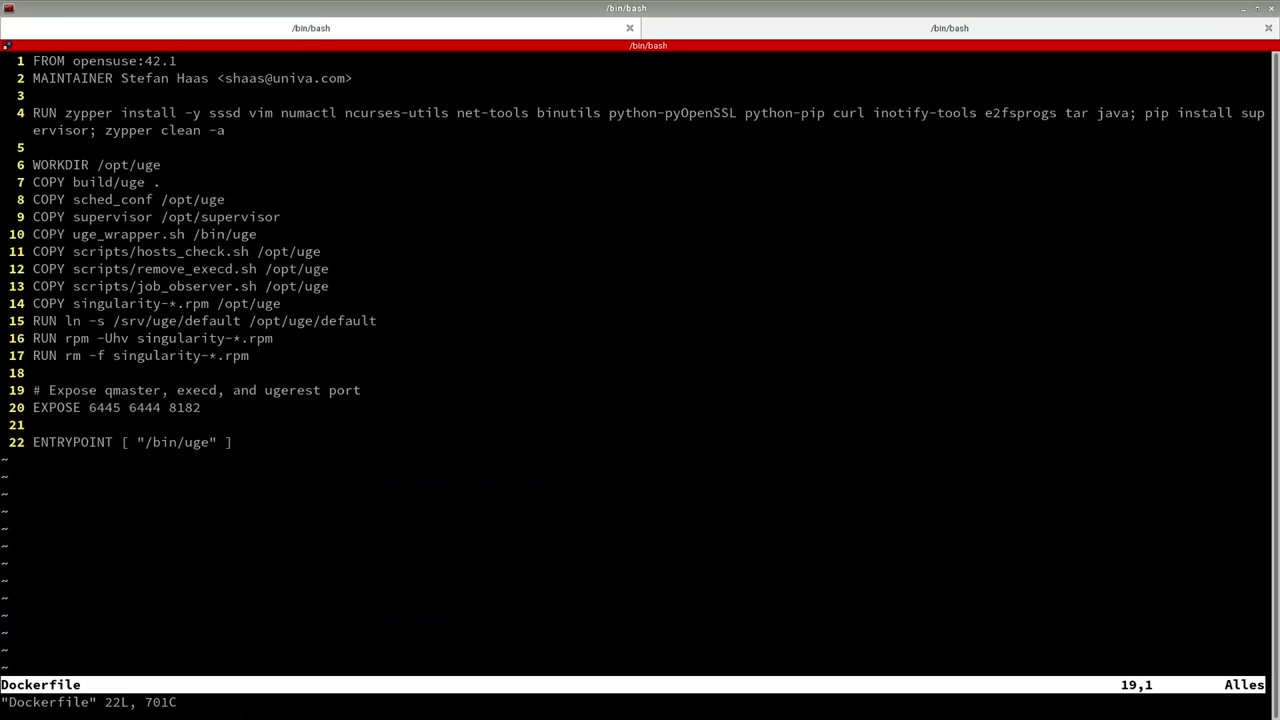 /bin/bash
/bin/bash
/bin/bash
/bin/bash
1 FROM opensuse:42.1
2 MAINTAINER Stefan Haas <shaas@univa.com>
3
4 RUN zypper install -y sssd vim numactl ncurses-utils net-tools binutils python-pyOpenSSL python-pip curl inotify-tools e2fsprogs tar java; pip install sup
ervisor; zypper clean -a
5
6 WORKDIR /opt/uge
7 COPY build/uge .
8 COPY sched_conf /opt/uge
9 COPY supervisor /opt/supervisor
10 COPY uge_wrapper.sh /bin/uge
11 COPY scripts/hosts_check.sh /opt/uge
12 COPY scripts/remove_execd.sh /opt/uge
13 COPY scripts/job_observer.sh /opt/uge
14 COPY singularity-*.rpm /opt/uge
15 RUN ln -s /srv/uge/default /opt/uge/default
16 RUN rpm -Uhv singularity-*.rpm
17 RUN rm -f singularity-*.rpm
18
19 # Expose qmaster, execd, and ugerest port
20 EXPOSE 6445 6444 8182
21
22 ENTRYPOINT [ "/bin/uge" ]
~
~
~
~
~
~
~
~
~
~
~
~
~
Dockerfile 19,1 Alles
"Dockerfile" 22L, 701C